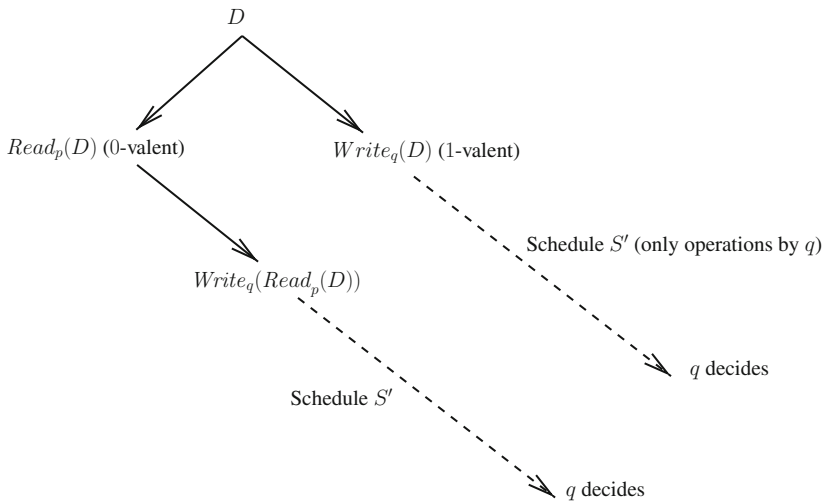 D
Read_p(D) (0-valent)
Write_q(D) (1-valent)
Schedule S′ (only operations by q)
Write_q(Read_p(D))
q decides
Schedule S′
q decides